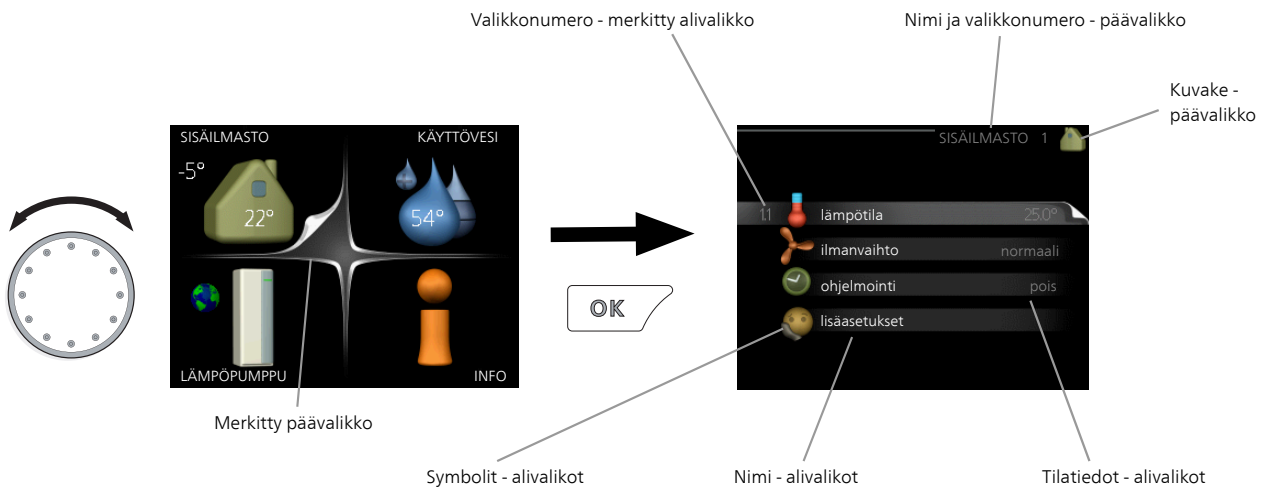 Valikkonumero - merkitty alivalikko
Nimi ja valikkonumero - päävalikko
Kuvake -
päävalikko
SISÄILMASTO
KÄYTTÖVESI
-5°
22°
54°
LÄMPÖPUMPPU
INFO
Merkitty päävalikko
OK
SISÄILMASTO 1
1.1 lämpötila 25.0°
ilmanvaihto normaali
ohjelmointi pois
lisäasetukset
Symbolit - alivalikot
Nimi - alivalikot
Tilatiedot - alivalikot